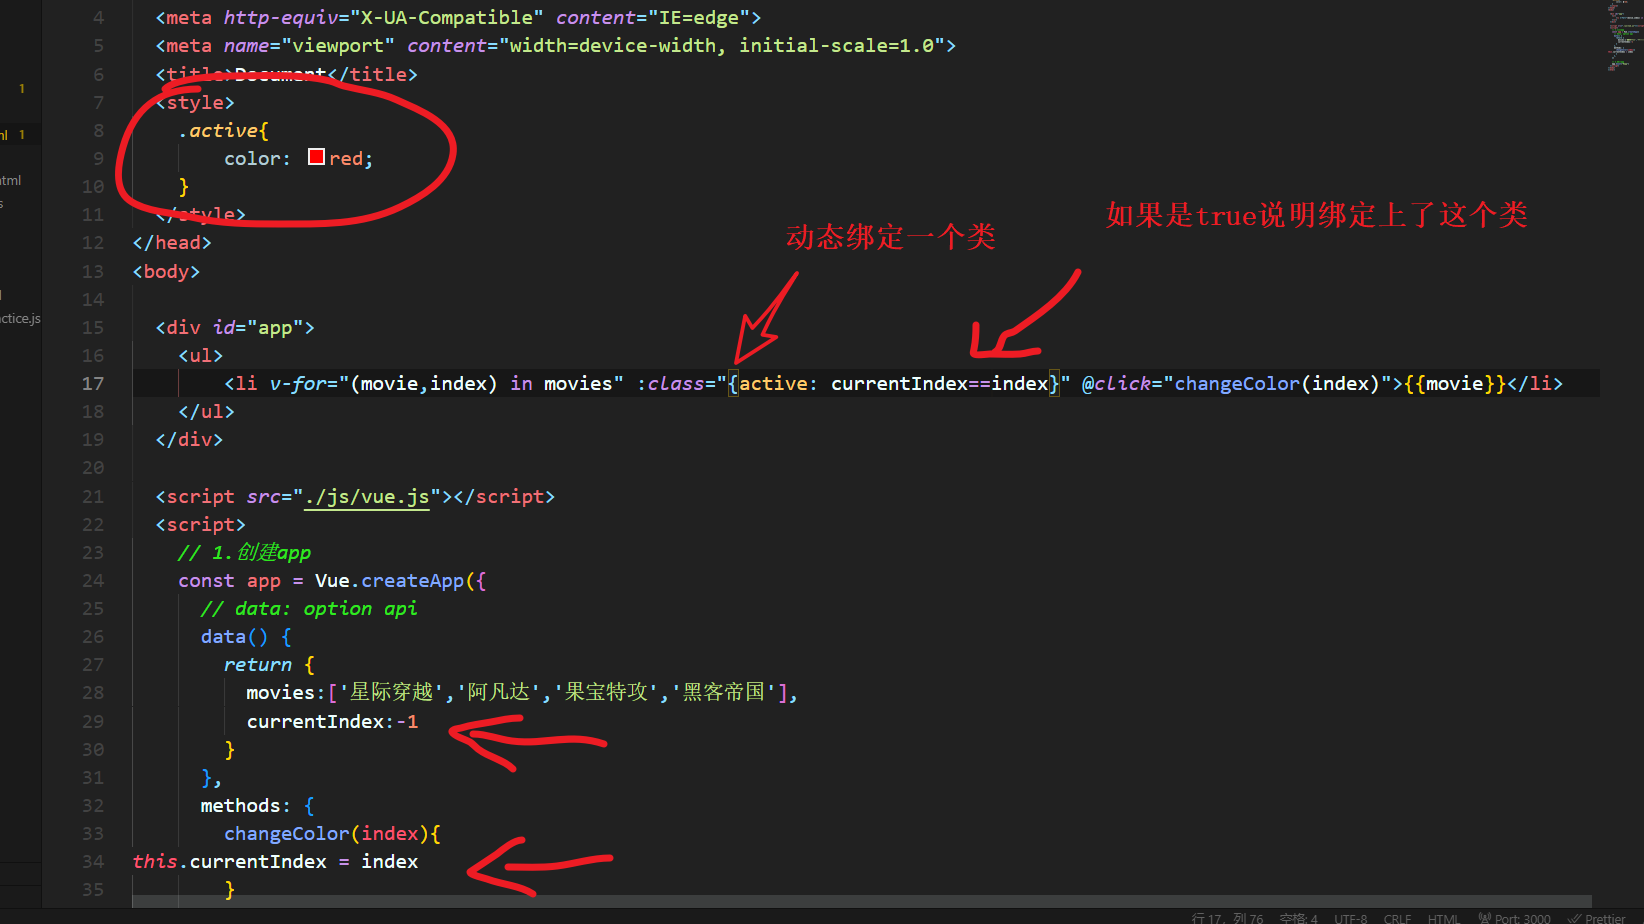 4 <meta http-equiv="X-UA-Compatible" content="IE=edge">
5 <meta name="viewport" content="width=device-width, initial-scale=1.0">
6 <title>Document</title>
1
7 <style>
如果是true说明绑定上了这个类
动态绑定一个类
8 .active{
ml 1
9 color: red;
10 }
html
11 </style>
s
12 </head>
13 <body>
14
15 <div id="app">
actice.js
16 <ul>
17 <li v-for="(movie,index) in movies" :class="{active: currentIndex==index}" @click="changeColor(index)">{{movie}}</li>
18 </ul>
19 </div>
20
21 <script src="./js/vue.js"></script>
22 <script>
23 // 1.创建app
24 const app = Vue.createApp({
25 // data: option api
26 data() {
27 return {
28 movies:['星际穿越','阿凡达','果宝特攻','黑客帝国'],
29 currentIndex:-1
30 }
31 },
32 methods: {
33 changeColor(index){
34 this.currentIndex = index
35 }
行 17，列 76 空格: 4 UTF-8 CRLF HTML Port: 3000 Prettier